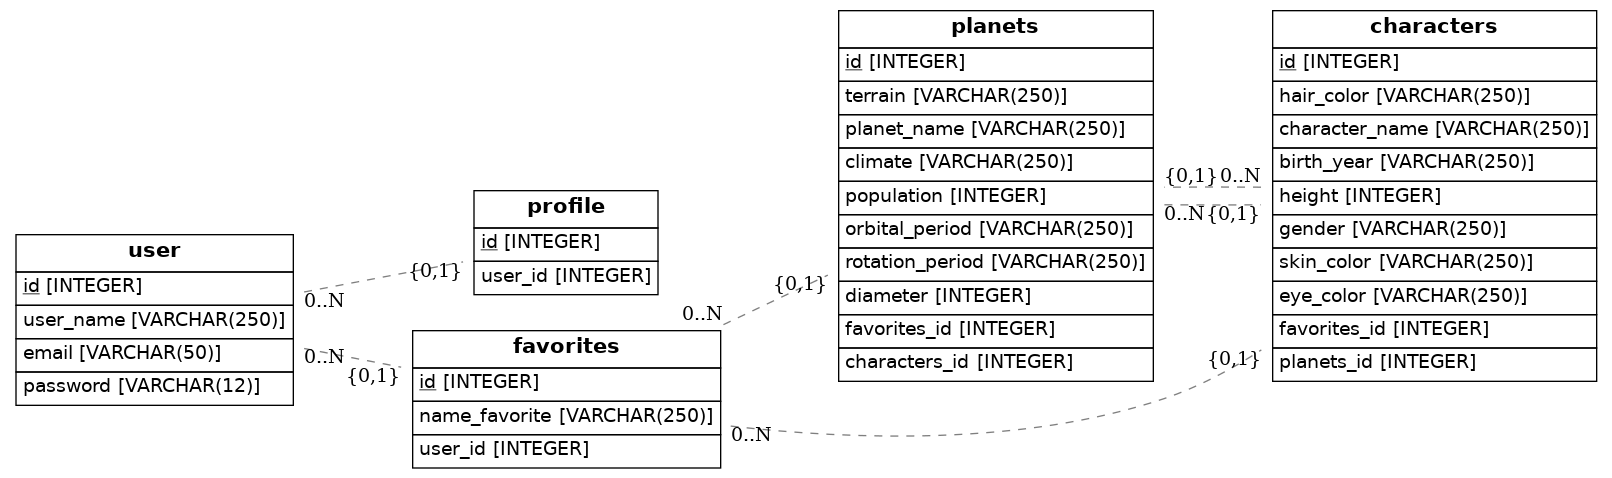 user
id [INTEGER]
user_name [VARCHAR(250)]
email [VARCHAR(50)]
password [VARCHAR(12)]
0..N
{0,1}
0..N
{0,1}
profile
id [INTEGER]
user_id [INTEGER]
favorites
id [INTEGER]
name_favorite [VARCHAR(250)]
user_id [INTEGER]
0..N
{0,1}
0..N
{0,1}
planets
id [INTEGER]
terrain [VARCHAR(250)]
planet_name [VARCHAR(250)]
climate [VARCHAR(250)]
population [INTEGER]
orbital_period [VARCHAR(250)]
rotation_period [VARCHAR(250)]
diameter [INTEGER]
favorites_id [INTEGER]
characters_id [INTEGER]
{0,1} 0..N
0..N {0,1}
characters
id [INTEGER]
hair_color [VARCHAR(250)]
character_name [VARCHAR(250)]
birth_year [VARCHAR(250)]
height [INTEGER]
gender [VARCHAR(250)]
skin_color [VARCHAR(250)]
eye_color [VARCHAR(250)]
favorites_id [INTEGER]
planets_id [INTEGER]